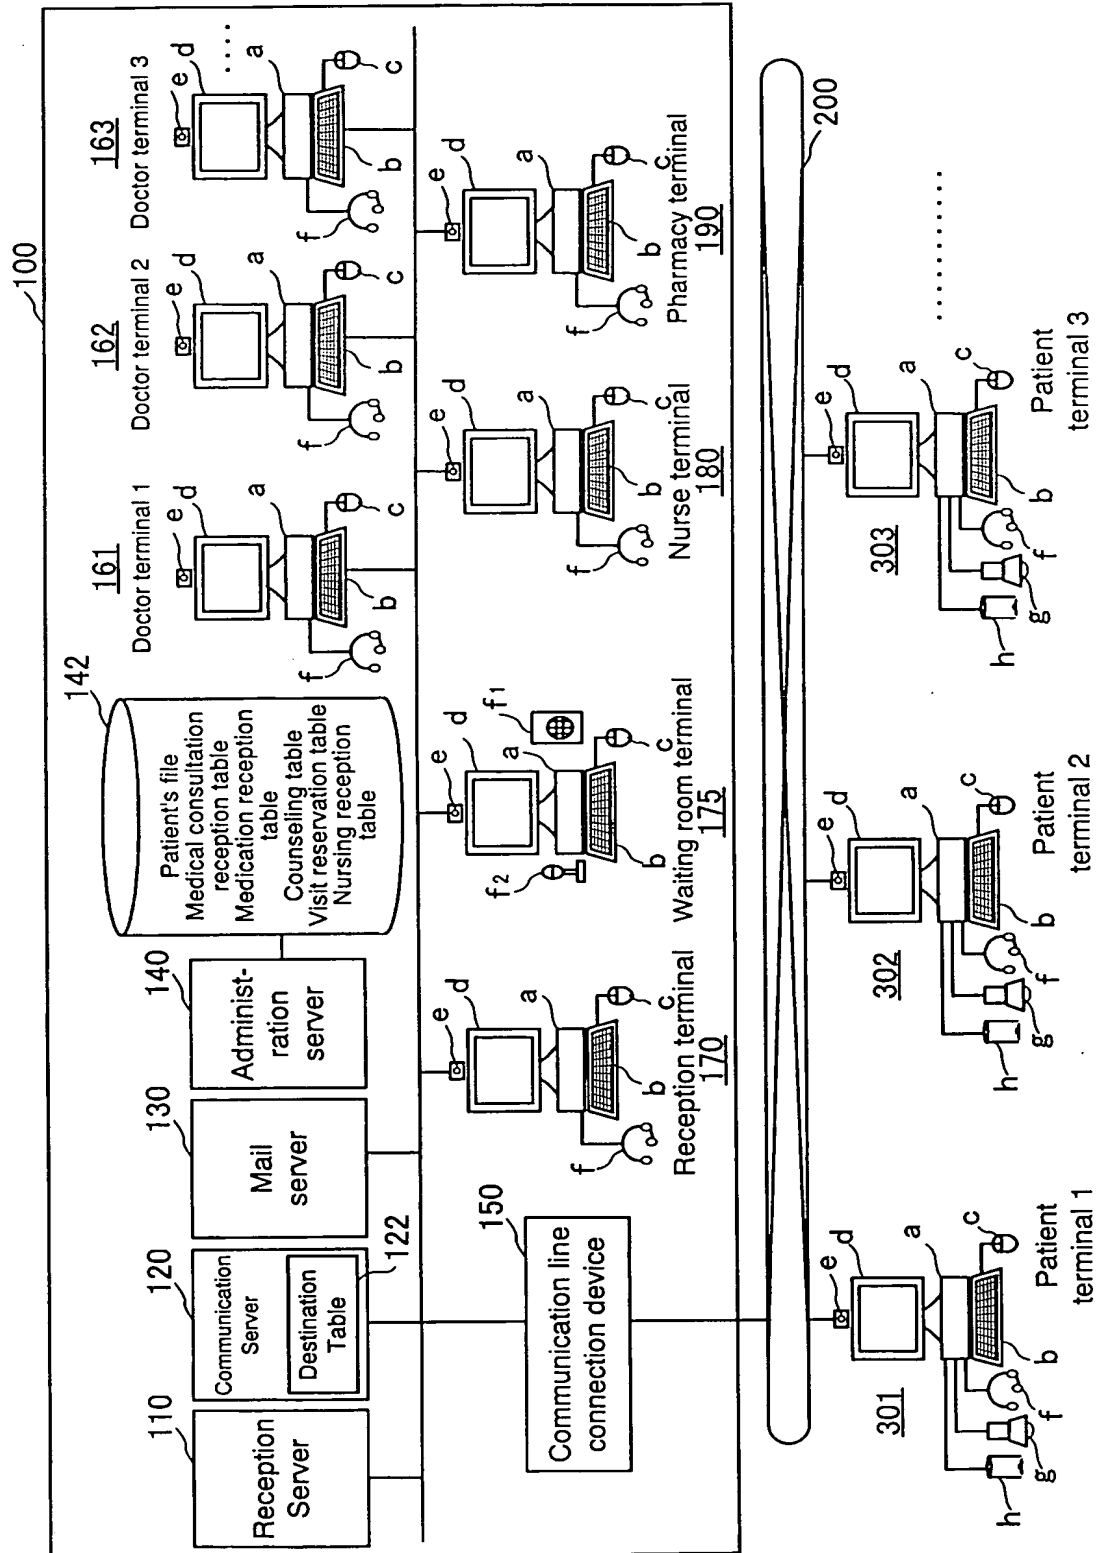 100
110
Reception
Server
120
Communication
Server
Destination
Table
122
130
Mail
server
140
Administ-
ration
server
142
Patient's file
Medical consultation
reception table
Medication reception
table
Counseling table
Visit reservation table
Nursing reception
table
161
Doctor terminal 1
e
d
a
c
b
f
162
Doctor terminal 2
e
d
a
c
b
f
163
Doctor terminal 3
e
d
a
c
b
f
.....
150
Communication line
connection device
e
d
a
c
b
f
Reception terminal
170
e
d
a
f1
f2
c
b
Waiting room terminal
175
e
d
a
c
b
f
Nurse terminal
180
e
d
a
c
b
f
Pharmacy terminal
190
200
301
e
d
a
c
b
f
g
h
Patient
terminal 1
302
e
d
a
c
b
f
g
h
Patient
terminal 2
303
e
d
a
c
b
f
g
h
Patient
terminal 3
..........